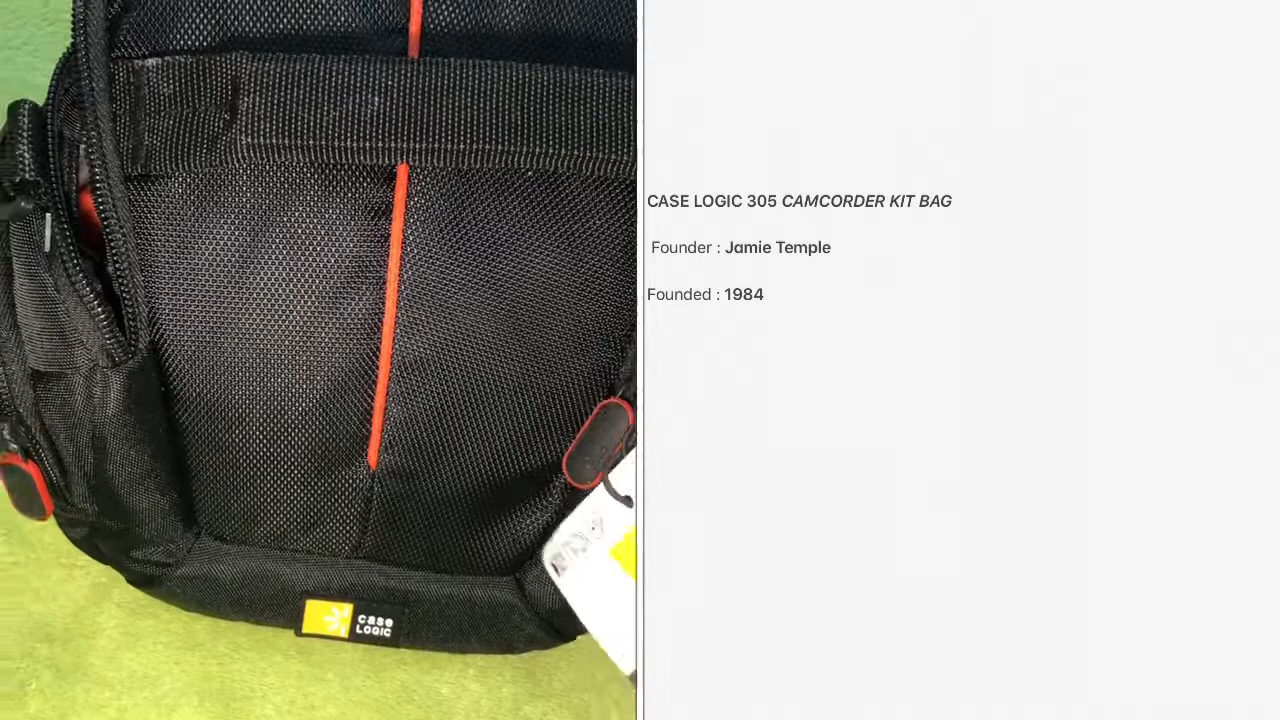 CASE LOGIC 305 CAMCORDER KIT BAG
Founder : Jamie Temple
Founded : 1984
case
LOGIC